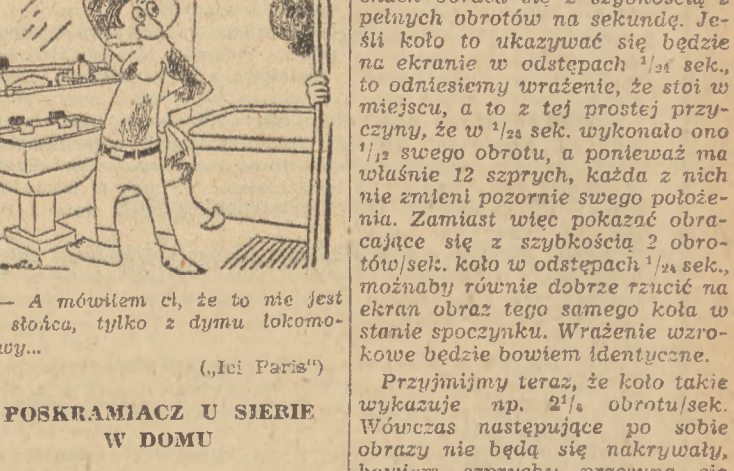 — A mówiłem ci, że to nie jest
słońca, tylko z dymu lokomo-
wy...
(„Ici Paris")
POSKRAMIACZ U SIEBIE
W DOMU
pełnych obrotów na sekundę. Je-
śli koło to ukazywać się będzie
na ekranie w odstępach 1/24 sek.,
to odniesiemy wrażenie, że stoi w
miejscu, a to z tej prostej przy-
czyny, że w 1/24 sek. wykonało ono
1/12 swego obrotu, a ponieważ ma
właśnie 12 szprych, każda z nich
nie zmieni pozornie swego położe-
nia. Zamiast więc pokazać obra-
cające się z szybkością 2 obro-
tów/sek. koło w odstępach 1/24 sek.,
możnaby równie dobrze rzucić na
ekran obraz tego samego koła w
stanie spoczynku. Wrażenie wzro-
kowe będzie bowiem identyczne.
Przyjmijmy teraz, że koło takie
wykazuje np. 2 1/4 obrotu/sek.
Wówczas następujące po sobie
obrazy nie będą się nakrywały,